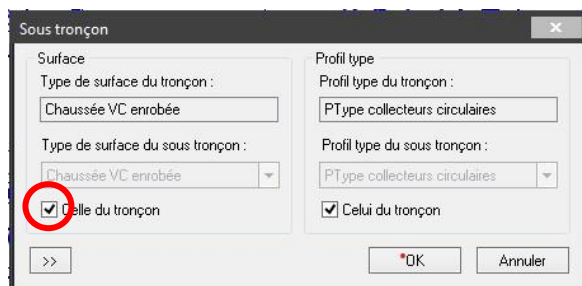 Sous tronçon
Surface
Type de surface du tronçon :
Chaussée VC enrobée
Type de surface du sous tronçon :
Chaussée VC enrobée
Celle du tronçon
Profil type
Profil type du tronçon :
PType collecteurs circulaires
Profil type du sous tronçon :
PType collecteurs circulaires
Celui du tronçon
>>
*OK
Annuler